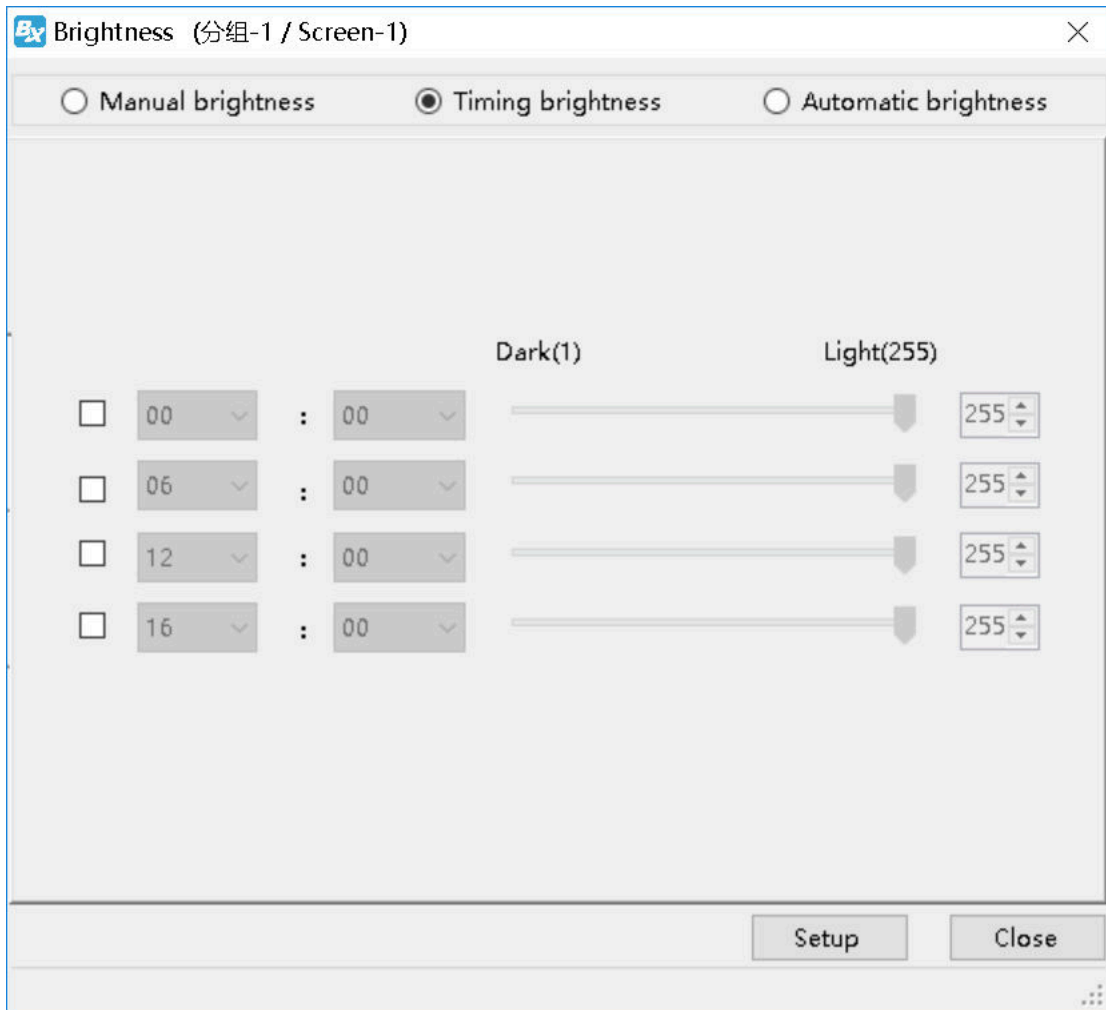 BX Brightness (分组-1 / Screen-1)
Manual brightness Timing brightness Automatic brightness
Dark(1) Light(255)
00 : 00 255
06 : 00 255
12 : 00 255
16 : 00 255
Setup Close